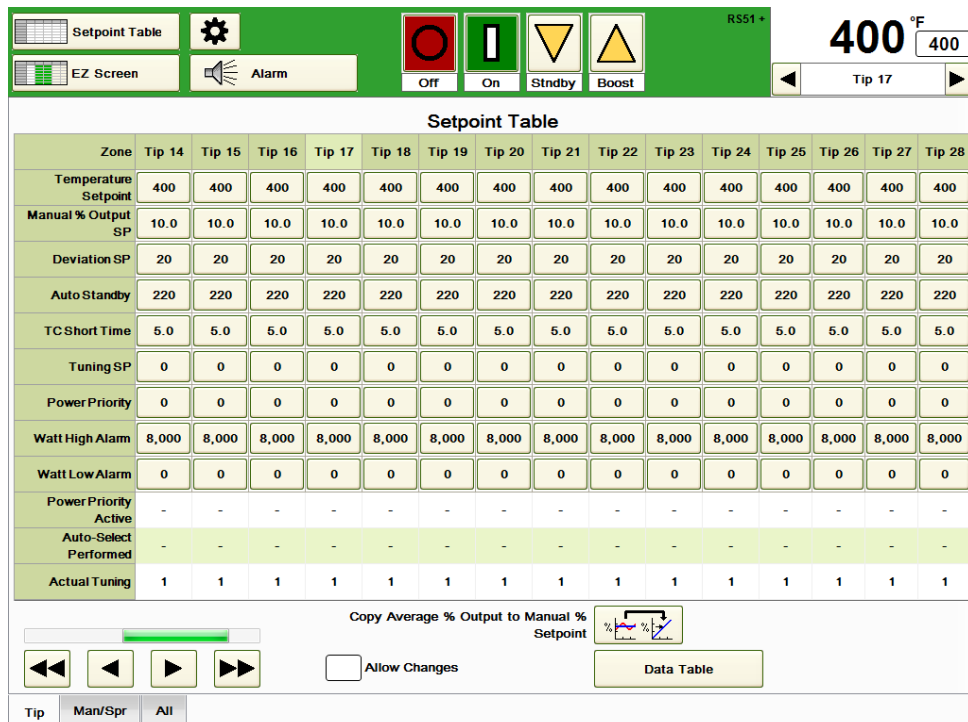 Setpoint Table
EZ Screen
Alarm
Off On Stndby Boost
RS51 +
400 °F 400
Tip 17
Setpoint Table
Zone Tip 14 Tip 15 Tip 16 Tip 17 Tip 18 Tip 19 Tip 20 Tip 21 Tip 22 Tip 23 Tip 24 Tip 25 Tip 26 Tip 27 Tip 28
Temperature
Setpoint 400 400 400 400 400 400 400 400 400 400 400 400 400 400 400
Manual % Output
SP 10.0 10.0 10.0 10.0 10.0 10.0 10.0 10.0 10.0 10.0 10.0 10.0 10.0 10.0 10.0
Deviation SP 20 20 20 20 20 20 20 20 20 20 20 20 20 20 20
Auto Standby 220 220 220 220 220 220 220 220 220 220 220 220 220 220 220
TC Short Time 5.0 5.0 5.0 5.0 5.0 5.0 5.0 5.0 5.0 5.0 5.0 5.0 5.0 5.0 5.0
Tuning SP 0 0 0 0 0 0 0 0 0 0 0 0 0 0 0
Power Priority 0 0 0 0 0 0 0 0 0 0 0 0 0 0 0
Watt High Alarm 8,000 8,000 8,000 8,000 8,000 8,000 8,000 8,000 8,000 8,000 8,000 8,000 8,000 8,000 8,000
Watt Low Alarm 0 0 0 0 0 0 0 0 0 0 0 0 0 0 0
Power Priority
Active - - - - - - - - - - - - - - -
Auto-Select
Performed - - - - - - - - - - - - - - -
Actual Tuning 1 1 1 1 1 1 1 1 1 1 1 1 1 1 1
Copy Average % Output to Manual %
Setpoint
% %
Allow Changes
Data Table
Tip Man/Spr All